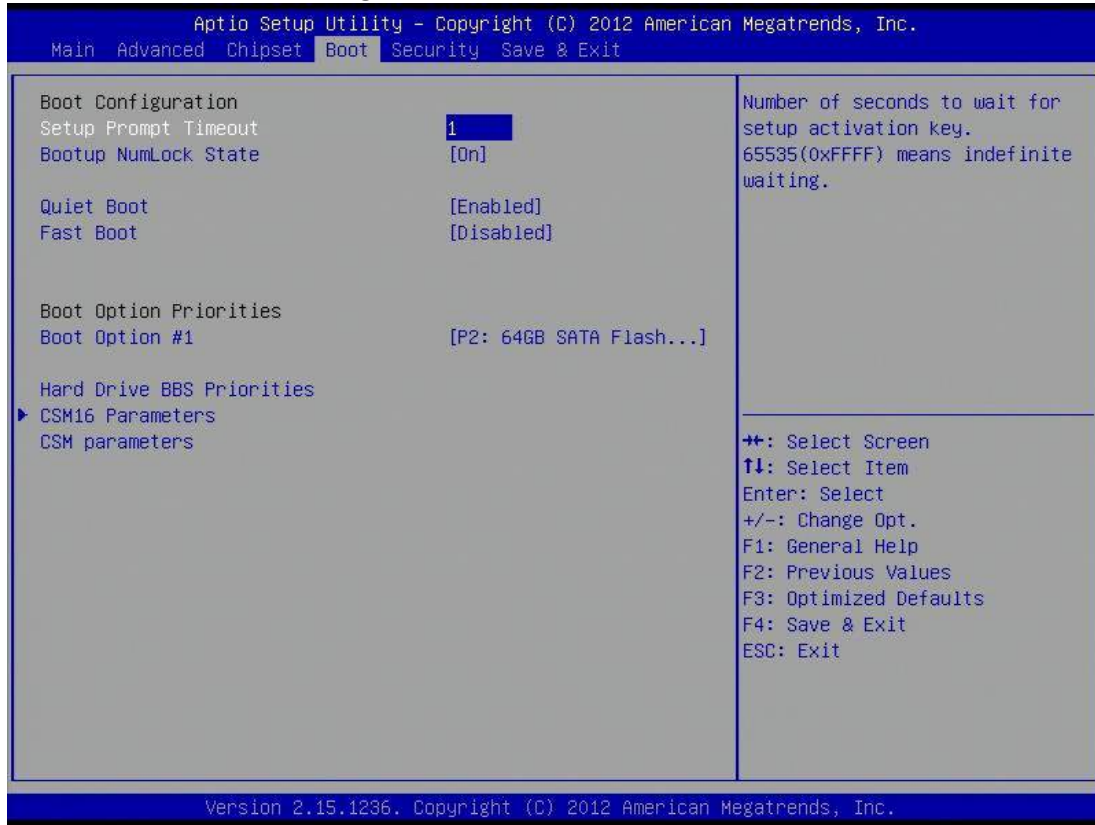 Aptio Setup Utility – Copyright (C) 2012 American Megatrends, Inc.
Main Advanced Chipset Boot Security Save & Exit
Boot Configuration
Setup Prompt Timeout 1
Bootup NumLock State [On]
Quiet Boot [Enabled]
Fast Boot [Disabled]
Boot Option Priorities
Boot Option #1 [P2: 64GB SATA Flash...]
Hard Drive BBS Priorities
CSM16 Parameters
CSM parameters
Number of seconds to wait for
setup activation key.
65535(0xFFFF) means indefinite
waiting.
→←: Select Screen
↑↓: Select Item
Enter: Select
+/-: Change Opt.
F1: General Help
F2: Previous Values
F3: Optimized Defaults
F4: Save & Exit
ESC: Exit
Version 2.15.1236. Copyright (C) 2012 American Megatrends, Inc.